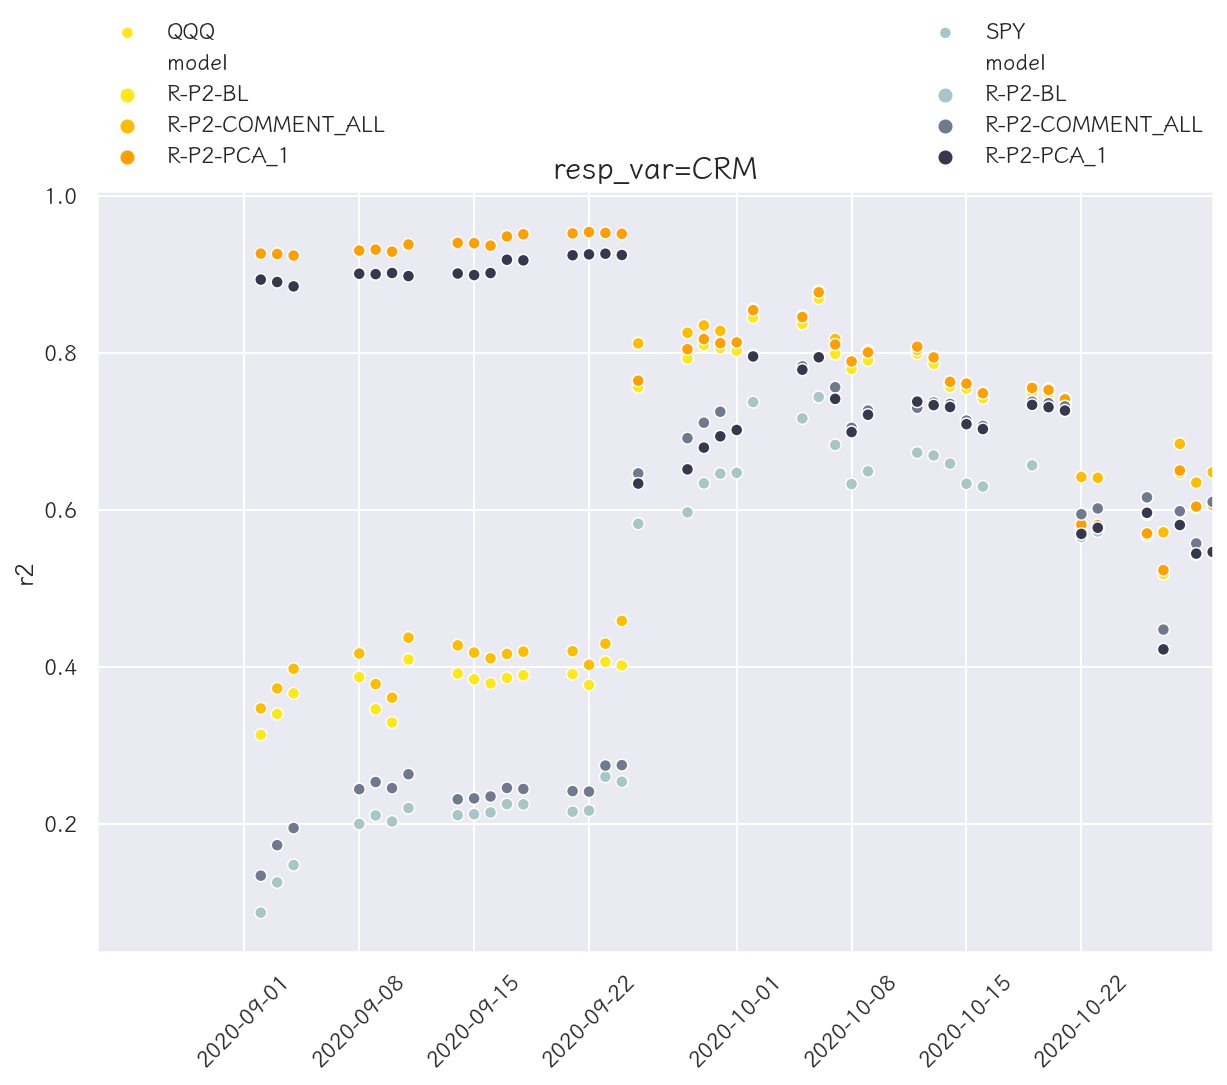 QQQ
model
R-P2-BL
R-P2-COMMENT_ALL
R-P2-PCA_1
SPY
model
R-P2-BL
R-P2-COMMENT_ALL
R-P2-PCA_1
resp_var=CRM
1.0
0.8
0.6
0.4
0.2
r2
2020-09-01
2020-09-08
2020-09-15
2020-09-22
2020-10-01
2020-10-08
2020-10-15
2020-10-22